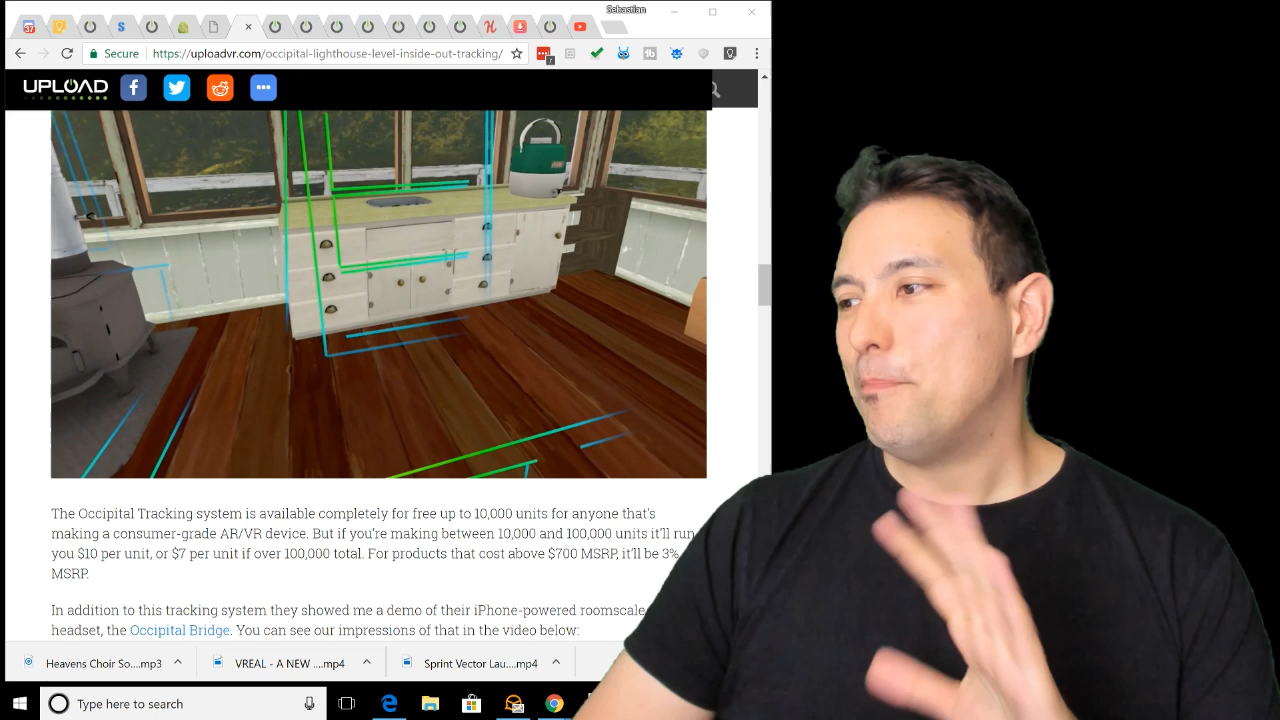 Sebastian
37
S
H
Secure
https://uploadvr.com/occipital-lighthouse-level-inside-out-tracking/
7
tb
UPLOAD
The Occipital Tracking system is available completely for free up to 10,000 units for anyone that's
making a consumer-grade AR/VR device. But if you're making between 10,000 and 100,000 units it'll run
you $10 per unit, or $7 per unit if over 100,000 total. For products that cost above $700 MSRP, it'll be 3%
MSRP.
In addition to this tracking system they showed me a demo of their iPhone-powered roomscale
headset, the Occipital Bridge. You can see our impressions of that in the video below:
Heavens Choir So....mp3
VREAL - A NEW ....mp4
Sprint Vector Lau....mp4
Type here to search